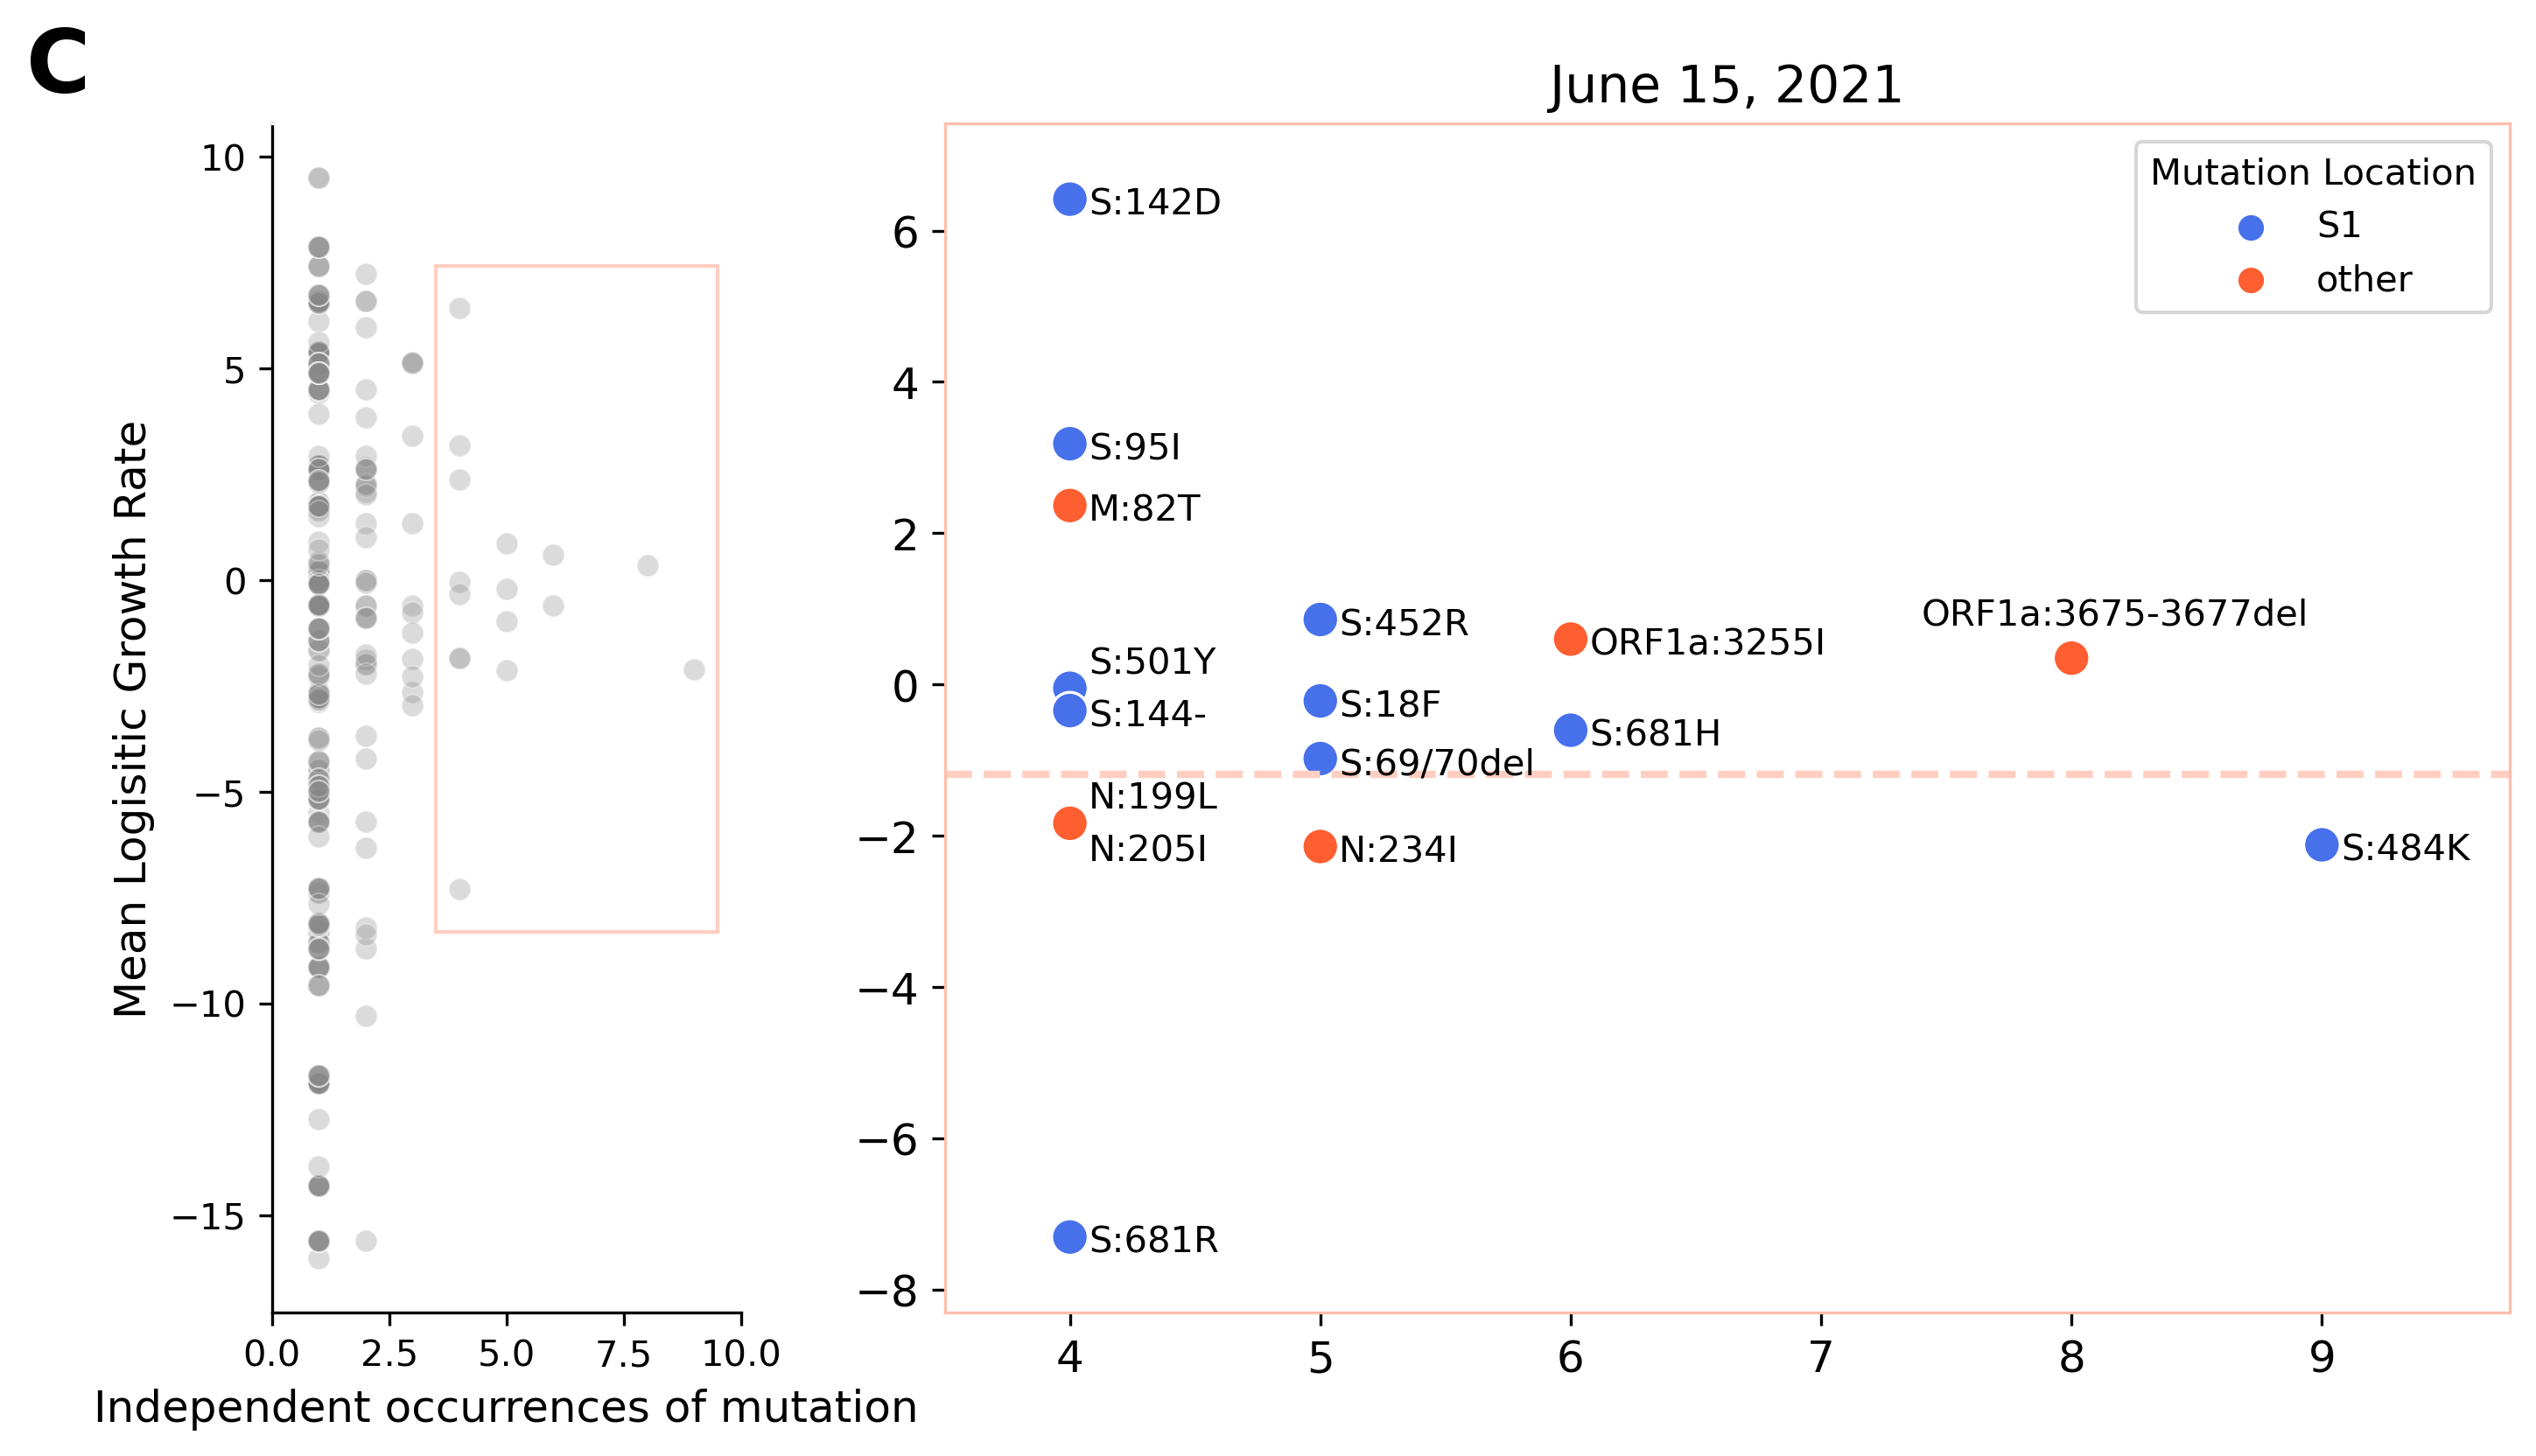 C
June 15, 2021
Mutation Location
S1
other
Mean Logisitic Growth Rate
10
5
0
−5
−10
−15
0.0 2.5 5.0 7.5 10.0
Independent occurrences of mutation
6
4
2
0
−2
−4
−6
−8
4 5 6 7 8 9
S:142D
S:95I
M:82T
S:501Y
S:144-
S:452R
S:18F
S:69/70del
ORF1a:3255I
S:681H
ORF1a:3675-3677del
N:199L
N:205I
N:234I
S:484K
S:681R